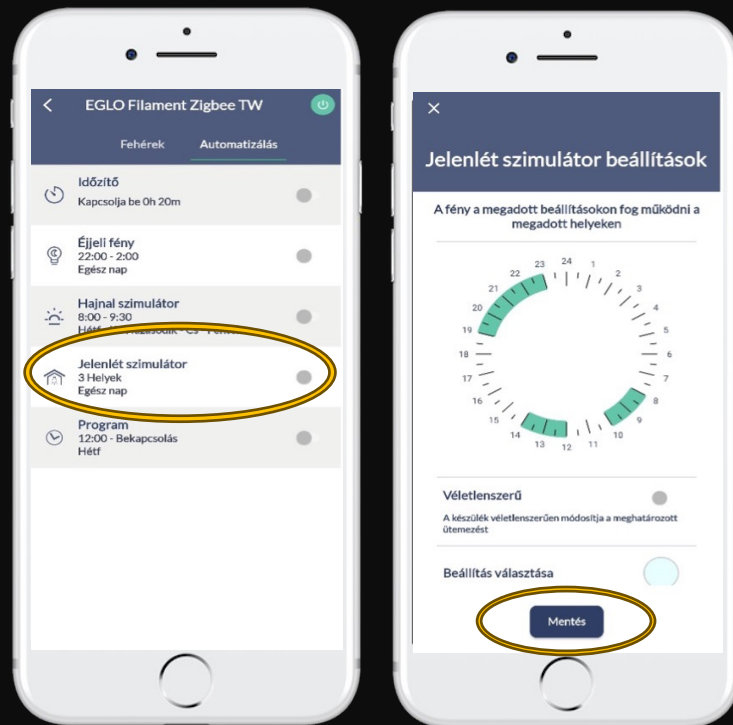 EGLO Filament Zigbee TW
Fehérek Automatizálás
Időzítő
Kapcsolja be 0h 20m
Éjjeli fény
22:00 - 2:00
Egész nap
Hajnal szimulátor
8:00 - 9:30
Jelenlét szimulátor
3 Helyek
Egész nap
Program
12:00 - Bekapcsolás
Hétf
Jelenlét szimulátor beállítások
A fény a megadott beállításokon fog működni a
megadott helyeken
24
1
2
3
4
5
6
7
8
9
10
11
12
13
14
15
16
17
18
19
20
21
22
23
Véletlenszerű
A készülék véletlenszerűen módosítja a meghatározott
ütemezést
Beállítás választása
Mentés